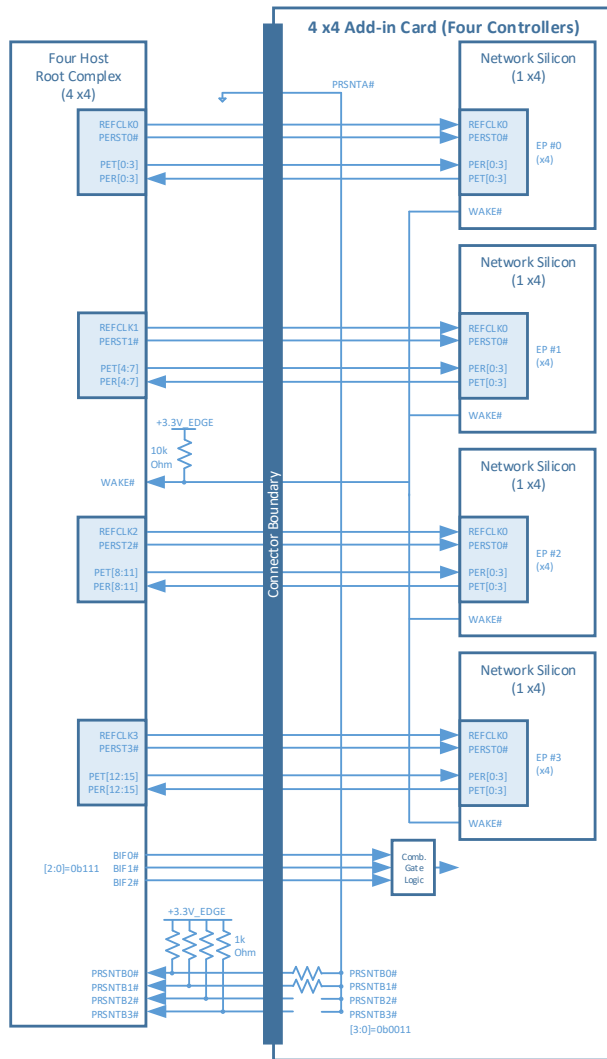 4 x4 Add-in Card (Four Controllers)
Four Host
Root Complex
(4 x4)
PRSNTA#
Network Silicon
(1 x4)
REFCLK0
PERST0#
PET[0:3]
PER[0:3]
REFCLK0
PERST0#
PER[0:3]
PET[0:3]
EP #0
(x4)
WAKE#
Network Silicon
(1 x4)
REFCLK1
PERST1#
PET[4:7]
PER[4:7]
REFCLK0
PERST0#
PER[0:3]
PET[0:3]
EP #1
(x4)
WAKE#
+3.3V_EDGE
10k
Ohm
WAKE#
Connector Boundary
Network Silicon
(1 x4)
REFCLK2
PERST2#
PET[8:11]
PER[8:11]
REFCLK0
PERST0#
PER[0:3]
PET[0:3]
EP #2
(x4)
WAKE#
Network Silicon
(1 x4)
REFCLK3
PERST3#
PET[12:15]
PER[12:15]
REFCLK0
PERST0#
PER[0:3]
PET[0:3]
EP #3
(x4)
WAKE#
[2:0]=0b111
BIF0#
BIF1#
BIF2#
Comb.
Gate
Logic
+3.3V_EDGE
1k
Ohm
PRSNTB0#
PRSNTB1#
PRSNTB2#
PRSNTB3#
PRSNTB0#
PRSNTB1#
PRSNTB2#
PRSNTB3#
[3:0]=0b0011